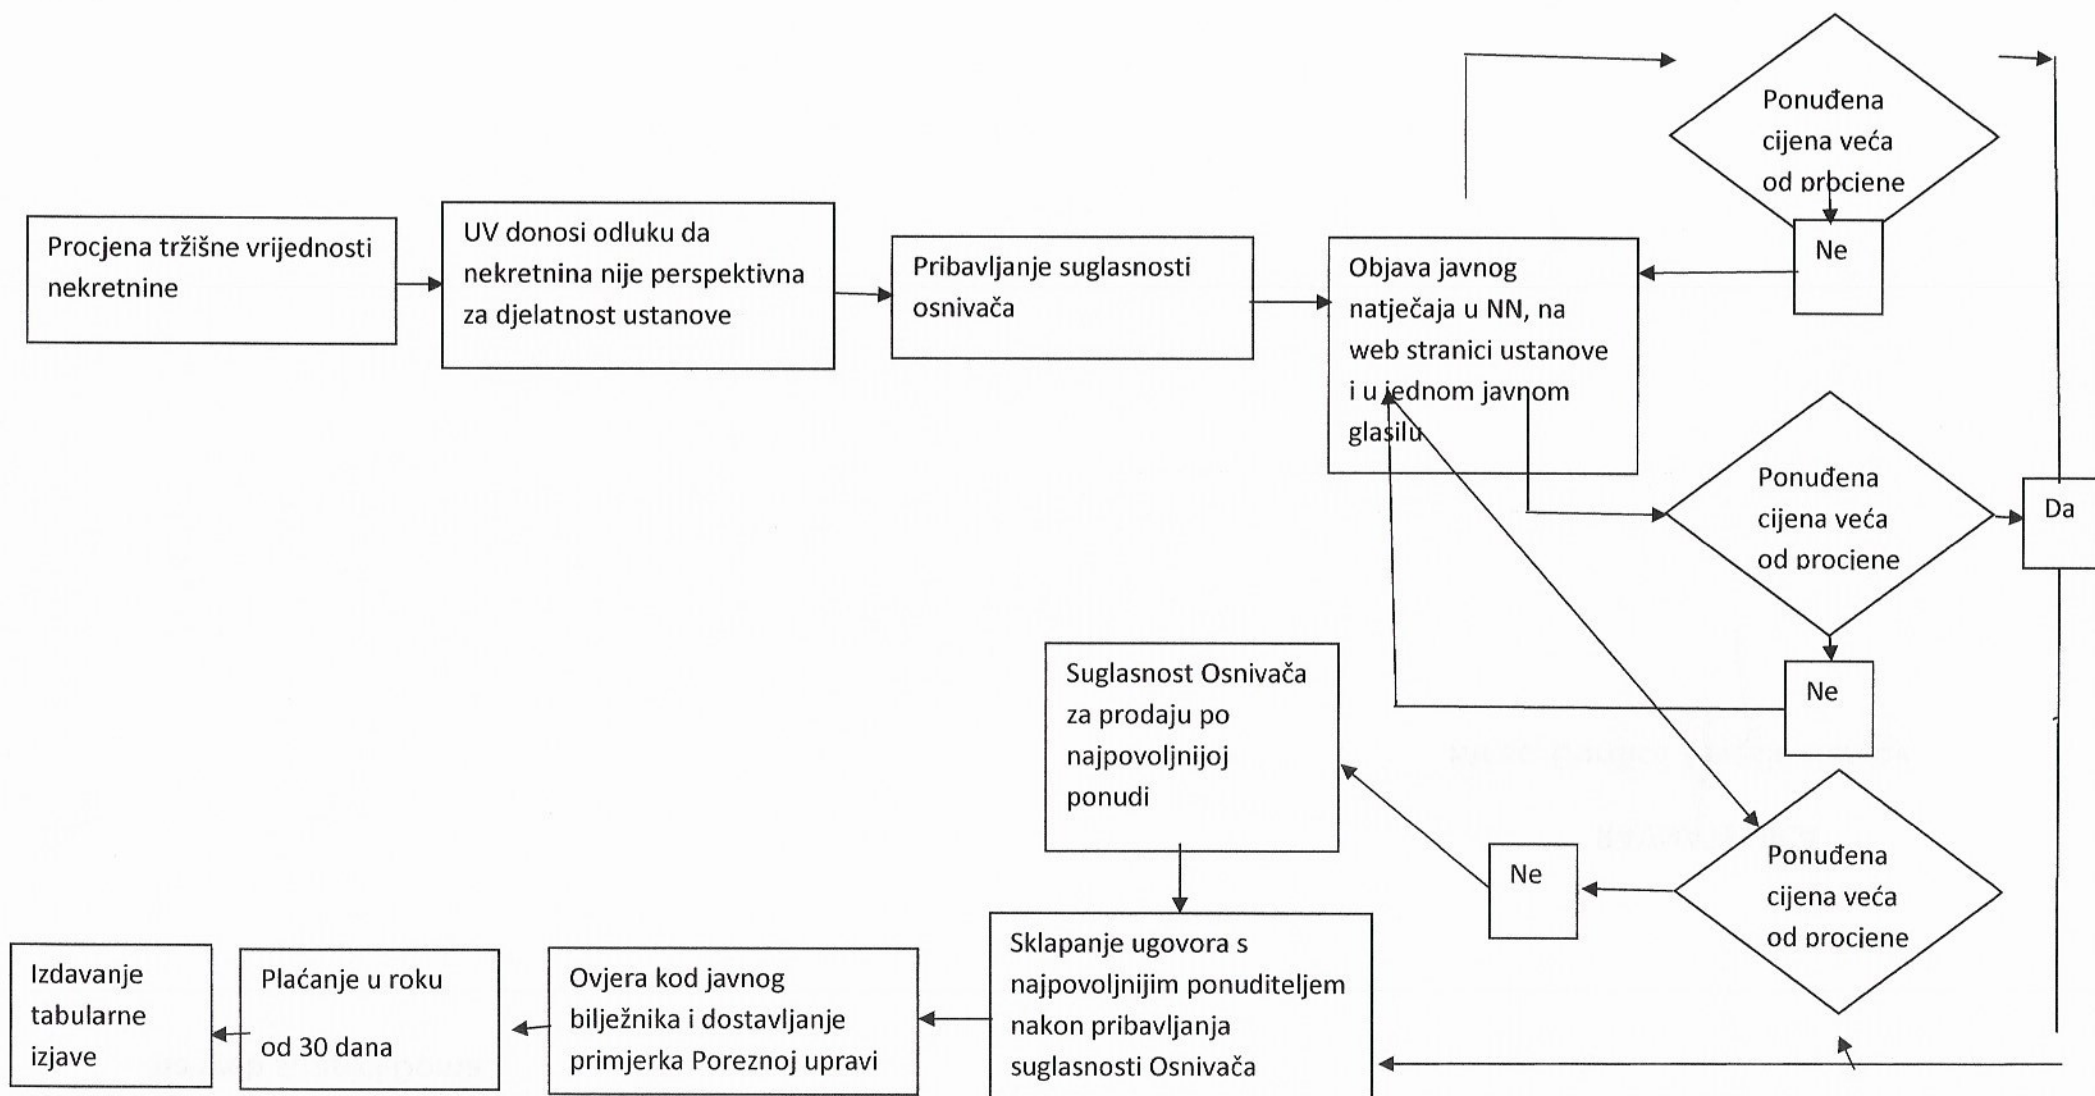 Procjena tržišne vrijednosti
nekretnine
UV donosi odluku da
nekretnina nije perspektivna
za djelatnost ustanove
Pribavljanje suglasnosti
osnivača
Objava javnog
natječaja u NN, na
web stranici ustanove
i u jednom javnom
glasilu
Ponuđena
cijena veća
od procjene
Ne
Ponuđena
cijena veća
od procjene
Da
Ne
Ponuđena
cijena veća
od procjene
Ne
Suglasnost Osnivača
za prodaju po
najpovoljnijoj
ponudi
Sklapanje ugovora s
najpovoljnijim ponuditeljem
nakon pribavljanja
suglasnosti Osnivača
Ovjera kod javnog
bilježnika i dostavljanje
primjerka Poreznoj upravi
Plaćanje u roku
od 30 dana
Izdavanje
tabularne
izjave